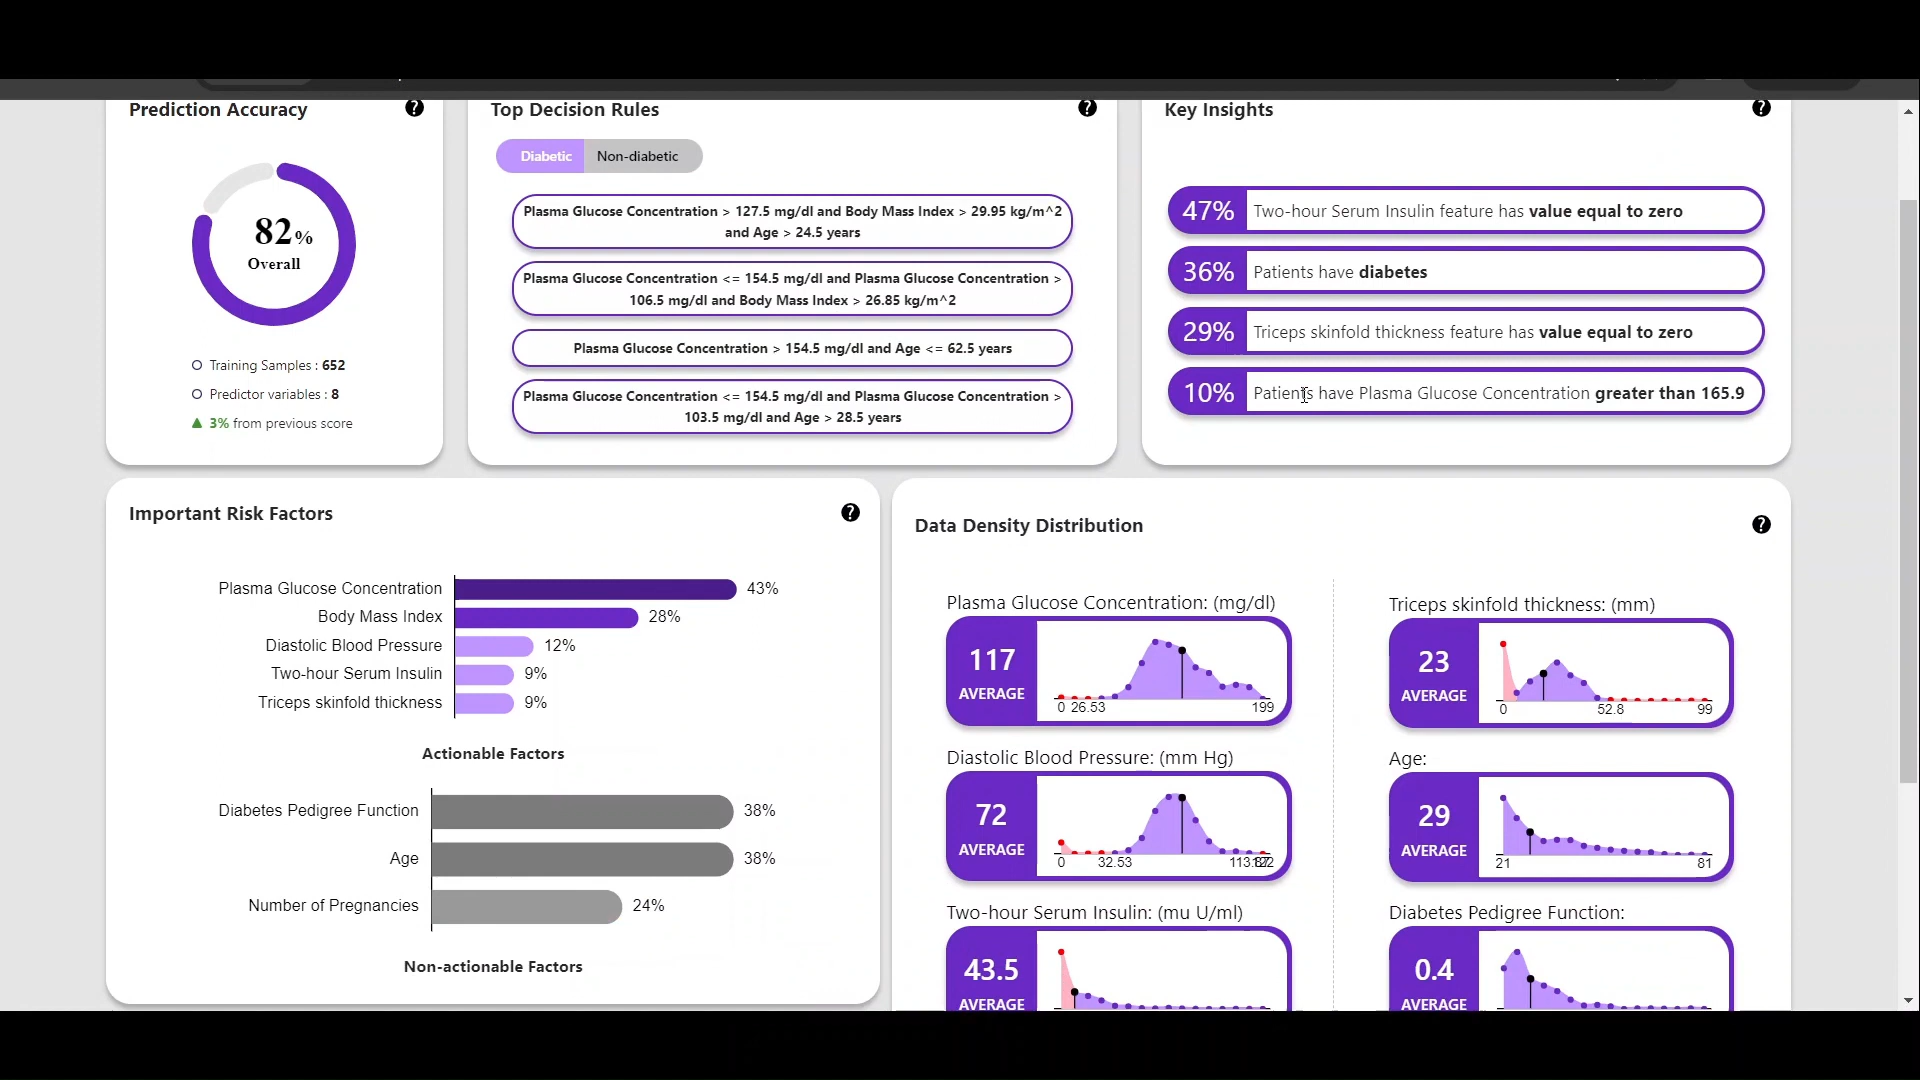 Prediction Accuracy
?
82%
Overall
Training Samples : 652
Predictor variables : 8
3% from previous score
Top Decision Rules
?
Diabetic
Non-diabetic
Plasma Glucose Concentration > 127.5 mg/dl and Body Mass Index > 29.95 kg/m^2
and Age > 24.5 years
Plasma Glucose Concentration <= 154.5 mg/dl and Plasma Glucose Concentration >
106.5 mg/dl and Body Mass Index > 26.85 kg/m^2
Plasma Glucose Concentration > 154.5 mg/dl and Age <= 62.5 years
Plasma Glucose Concentration <= 154.5 mg/dl and Plasma Glucose Concentration >
103.5 mg/dl and Age > 28.5 years
Key Insights
?
47% Two-hour Serum Insulin feature has value equal to zero
36% Patients have diabetes
29% Triceps skinfold thickness feature has value equal to zero
10% Patients have Plasma Glucose Concentration greater than 165.9
Important Risk Factors
?
Plasma Glucose Concentration 43%
Body Mass Index 28%
Diastolic Blood Pressure 12%
Two-hour Serum Insulin 9%
Triceps skinfold thickness 9%
Actionable Factors
Diabetes Pedigree Function 38%
Age 38%
Number of Pregnancies 24%
Non-actionable Factors
Data Density Distribution
?
Plasma Glucose Concentration: (mg/dl)
117
AVERAGE
0 26.53 199
Diastolic Blood Pressure: (mm Hg)
72
AVERAGE
0 32.53
Two-hour Serum Insulin: (mu U/ml)
43.5
AVERAGE
Triceps skinfold thickness: (mm)
23
AVERAGE
0 52.8 99
Age:
29
AVERAGE
21 81
Diabetes Pedigree Function:
0.4
AVERAGE